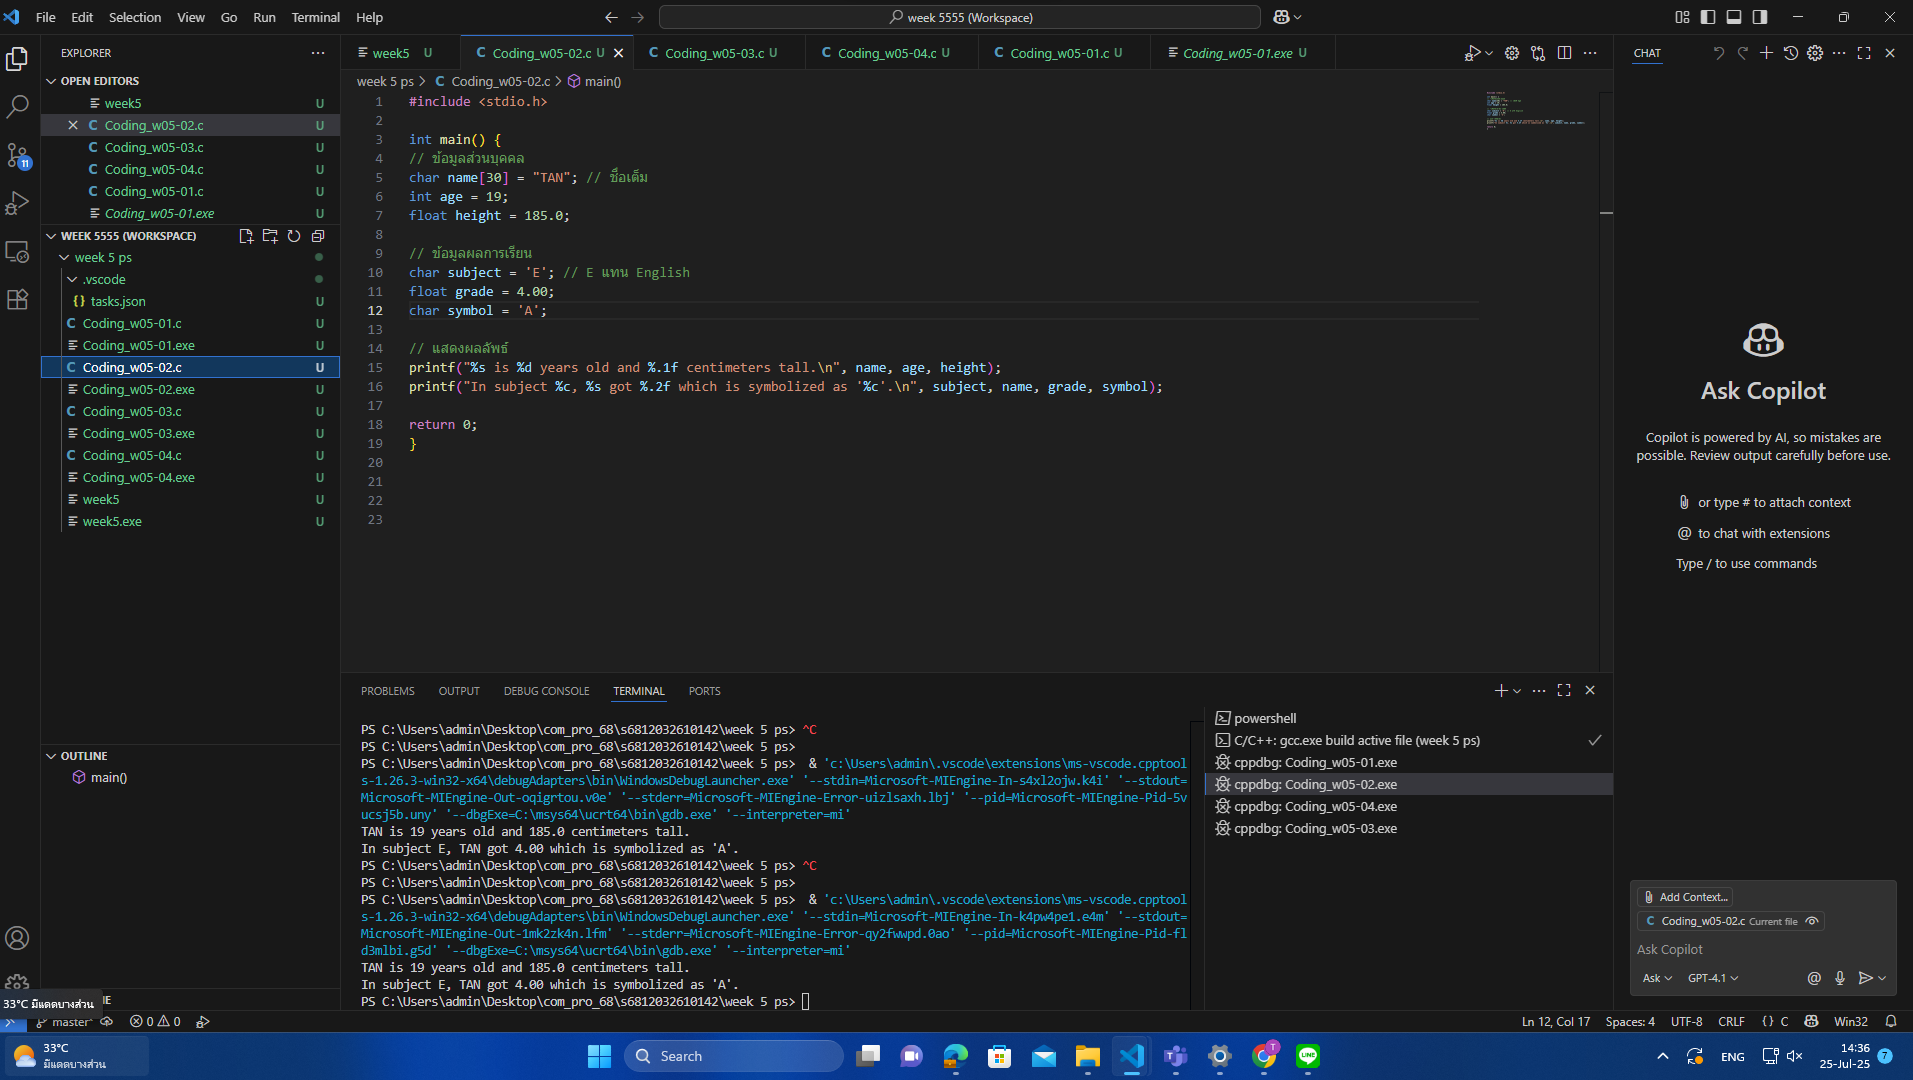 File Edit Selection View Go Run Terminal Help
week 5555 (Workspace)
EXPLORER
OPEN EDITORS
week5 U
Coding_w05-02.c U
Coding_w05-03.c U
Coding_w05-04.c U
Coding_w05-01.c U
Coding_w05-01.exe U
WEEK 5555 (WORKSPACE)
week 5 ps
.vscode
{} tasks.json U
C Coding_w05-01.c U
Coding_w05-01.exe U
C Coding_w05-02.c U
Coding_w05-02.exe U
C Coding_w05-03.c U
Coding_w05-03.exe U
C Coding_w05-04.c U
Coding_w05-04.exe U
week5 U
week5.exe U
OUTLINE
main()
11
week5 U
C Coding_w05-02.c U
C Coding_w05-03.c U
C Coding_w05-04.c U
C Coding_w05-01.c U
Coding_w05-01.exe U
week 5 ps > C Coding_w05-02.c > main()
1 #include <stdio.h>
2
3 int main() {
4 // ข้อมูลส่วนบุคคล
5 char name[30] = "TAN"; // ชื่อเต็ม
6 int age = 19;
7 float height = 185.0;
8
9 // ข้อมูลผลการเรียน
10 char subject = 'E'; // E แทน English
11 float grade = 4.00;
12 char symbol = 'A';
13
14 // แสดงผลลัพธ์
15 printf("%s is %d years old and %.1f centimeters tall.\n", name, age, height);
16 printf("In subject %c, %s got %.2f which is symbolized as '%c'.\n", subject, name, grade, symbol);
17
18 return 0;
19 }
20
21
22
23
PROBLEMS OUTPUT DEBUG CONSOLE TERMINAL PORTS
PS C:\Users\admin\Desktop\com_pro_68\s6812032610142\week 5 ps> ^C
PS C:\Users\admin\Desktop\com_pro_68\s6812032610142\week 5 ps>
PS C:\Users\admin\Desktop\com_pro_68\s6812032610142\week 5 ps> & 'c:\Users\admin\.vscode\extensions\ms-vscode.cpptool
s-1.26.3-win32-x64\debugAdapters\bin\WindowsDebugLauncher.exe' '--stdin=Microsoft-MIEngine-In-s4xl2ojw.k4i' '--stdout=
Microsoft-MIEngine-Out-oqigrtou.v0e' '--stderr=Microsoft-MIEngine-Error-uizlsaxh.lbj' '--pid=Microsoft-MIEngine-Pid-5v
ucsj5b.uny' '--dbgExe=C:\msys64\ucrt64\bin\gdb.exe' '--interpreter=mi'
TAN is 19 years old and 185.0 centimeters tall.
In subject E, TAN got 4.00 which is symbolized as 'A'.
PS C:\Users\admin\Desktop\com_pro_68\s6812032610142\week 5 ps> ^C
PS C:\Users\admin\Desktop\com_pro_68\s6812032610142\week 5 ps>
PS C:\Users\admin\Desktop\com_pro_68\s6812032610142\week 5 ps> & 'c:\Users\admin\.vscode\extensions\ms-vscode.cpptool
s-1.26.3-win32-x64\debugAdapters\bin\WindowsDebugLauncher.exe' '--stdin=Microsoft-MIEngine-In-k4pw4pe1.e4m' '--stdout=
Microsoft-MIEngine-Out-1mk2zk4n.lfm' '--stderr=Microsoft-MIEngine-Error-qy2fwwpd.0ao' '--pid=Microsoft-MIEngine-Pid-fl
d3mlbi.g5d' '--dbgExe=C:\msys64\ucrt64\bin\gdb.exe' '--interpreter=mi'
TAN is 19 years old and 185.0 centimeters tall.
In subject E, TAN got 4.00 which is symbolized as 'A'.
PS C:\Users\admin\Desktop\com_pro_68\s6812032610142\week 5 ps>
powershell
C/C++: gcc.exe build active file (week 5 ps)
cppdbg: Coding_w05-01.exe
cppdbg: Coding_w05-02.exe
cppdbg: Coding_w05-04.exe
cppdbg: Coding_w05-03.exe
CHAT
Ask Copilot
Copilot is powered by AI, so mistakes are
possible. Review output carefully before use.
or type # to attach context
@ to chat with extensions
Type / to use commands
Add Context...
C Coding_w05-02.c Current file
Ask Copilot
Ask GPT-4.1 @
33°C มีแดดบางส่วน
master* 0 0
Ln 12, Col 17 Spaces: 4 UTF-8 CRLF {} C Win32
33°C
มีแดดบางส่วน
Search
T
LINE
ENG
14:36
25-Jul-25
7